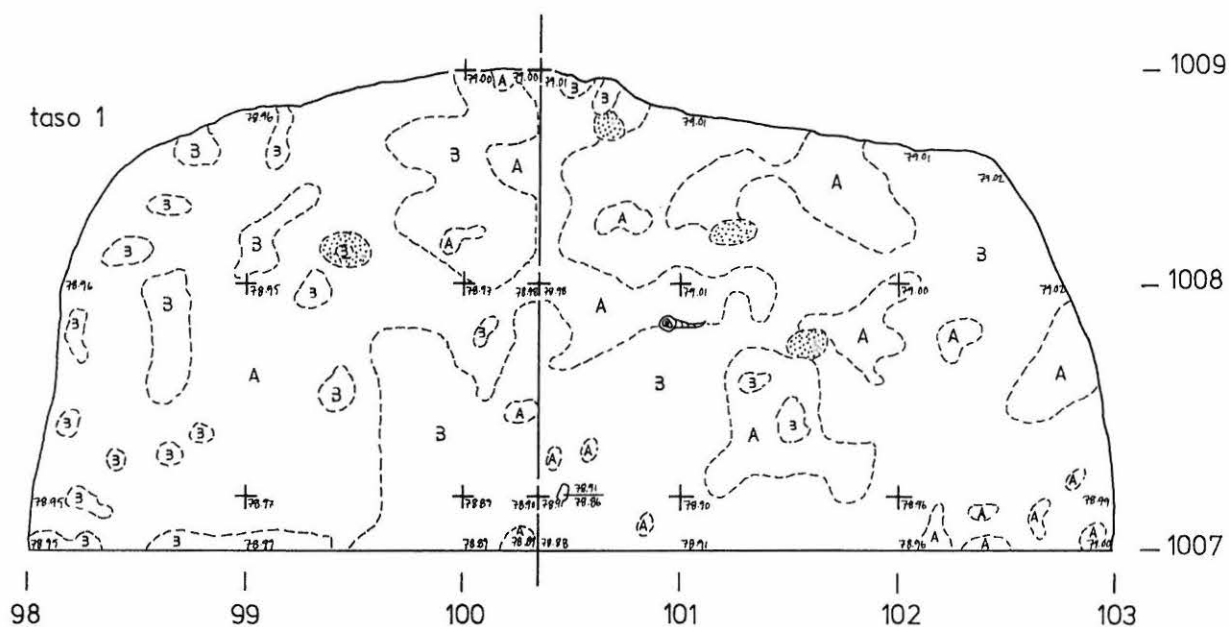 1009
79.00 A 79.00 79.01 B B
taso 1
78.96 79.01
B B B A 79.01
A 79.02
B A
B B B A B
78.96 78.95 78.97 78.98 78.98 79.01 79.00 79.02 1008
B B A
B B A A
A B B A
B A
B B A B
B A
B B B A A
78.95 78.97 78.89 78.90 78.91 78.91 78.90 78.96 78.99
78.86
B A A A A
78.95 B B 78.97 78.89 A 78.89 78.88 78.91 78.96 A A A 79.00 1007
98 99 100 101 102 103